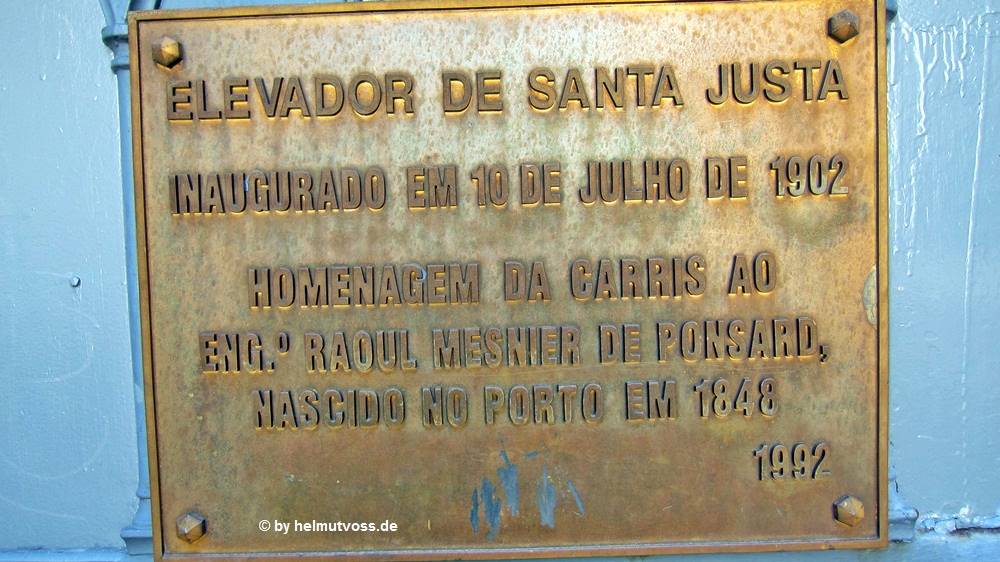 ELEVADOR DE SANTA JUSTA
INAUGURADO EM 10 DE JULHO DE 1902
HOMENAGEM DA CARRIS AO
ENG.º RAOUL MESNIER DE PONSARD,
NASCIDO NO PORTO EM 1848
1992
© by helmutvoss.de